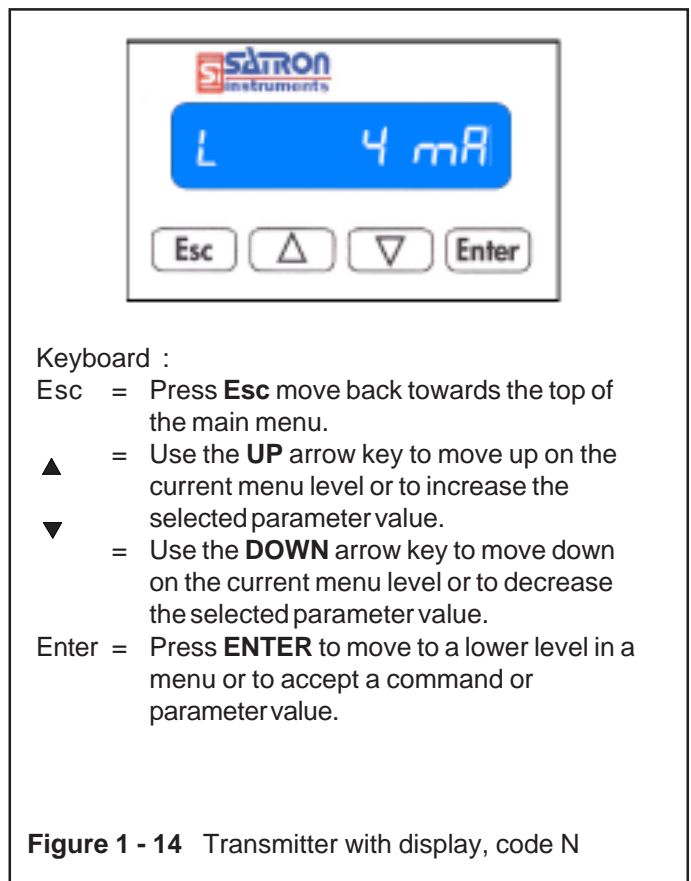 SATRON
instruments
L 4 mA
Esc △ ▽ Enter
Keyboard :
Esc = Press Esc move back towards the top of
the main menu.
▲ = Use the UP arrow key to move up on the
current menu level or to increase the
selected parameter value.
▼ = Use the DOWN arrow key to move down
on the current menu level or to decrease
the selected parameter value.
Enter = Press ENTER to move to a lower level in a
menu or to accept a command or
parameter value.
Figure 1 - 14 Transmitter with display, code N